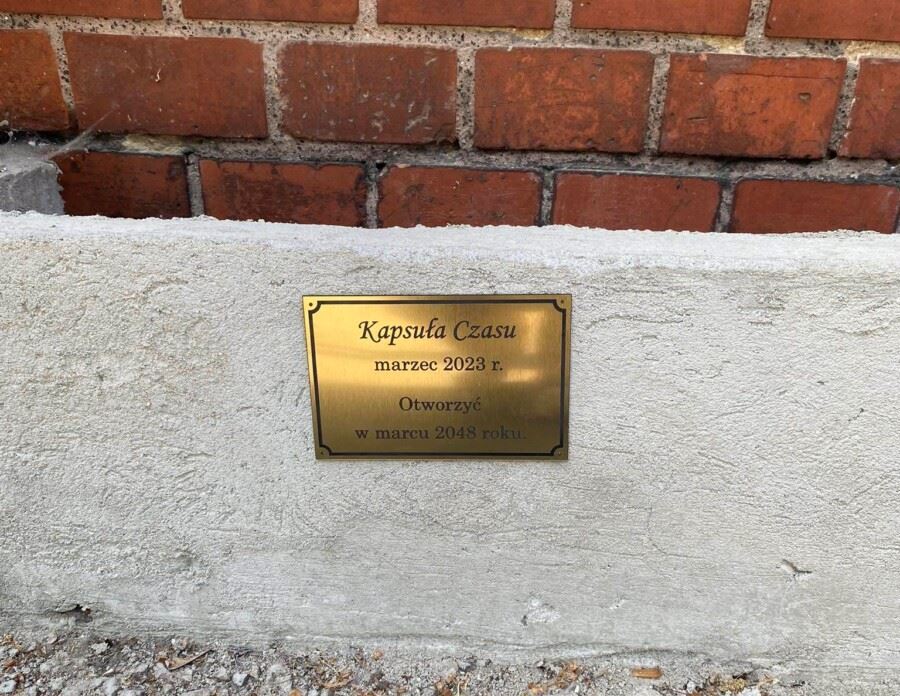 Kapsuła Czasu
marzec 2023 r.
Otworzyć
w marcu 2048 roku.